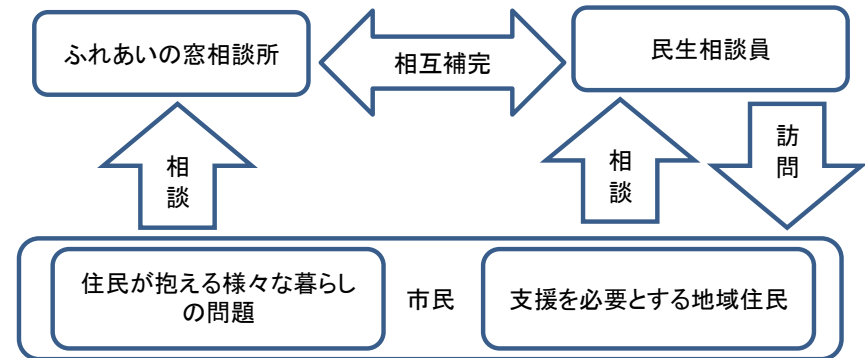 ふれあいの窓相談所
相互補完
民生相談員
相談
相談
訪問
住民が抱える様々な暮らし
の問題
市民
支援を必要とする地域住民